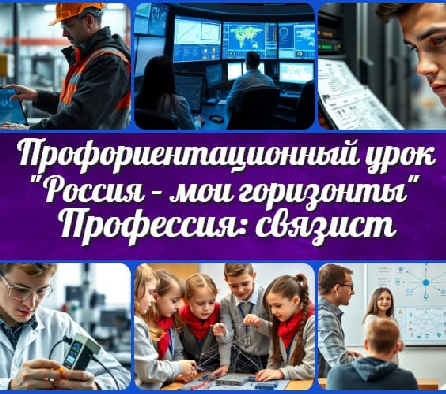 Профориентационный урок
"Россия - мои горизонты"
Профессия: связист